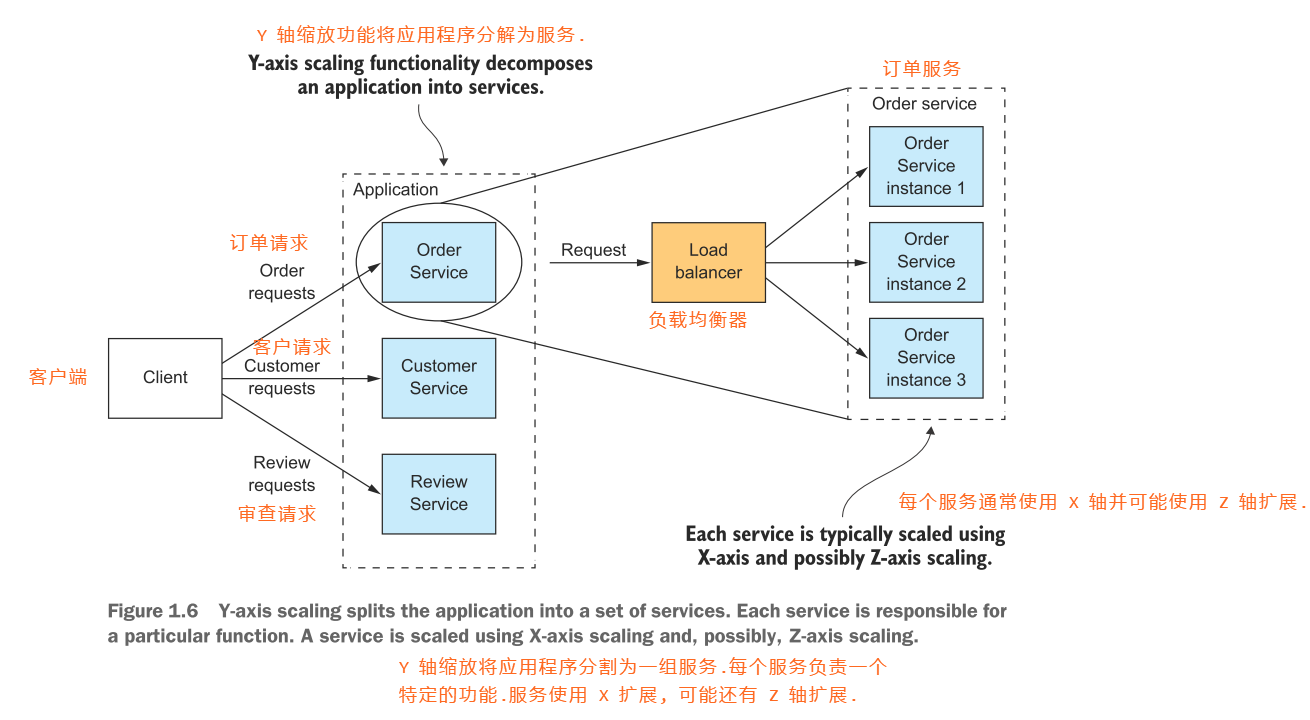 Y 轴缩放功能将应用程序分解为服务.
Y-axis scaling functionality decomposes
an application into services.
订单服务
Order service
Order
Service
instance 1
Application
订单请求
Order
requests
Order
Service
Request
Load
balancer
负载均衡器
Order
Service
instance 2
Order
Service
instance 3
客户端
Client
客户请求
Customer
requests
Customer
Service
Review
requests
审查请求
Review
Service
每个服务通常使用 X 轴并可能使用 Z 轴扩展.
Each service is typically scaled using
X-axis and possibly Z-axis scaling.
Figure 1.6 Y-axis scaling splits the application into a set of services. Each service is responsible for
a particular function. A service is scaled using X-axis scaling and, possibly, Z-axis scaling.
Y 轴缩放将应用程序分割为一组服务.每个服务负责一个
特定的功能.服务使用 X 扩展, 可能还有 Z 轴扩展.